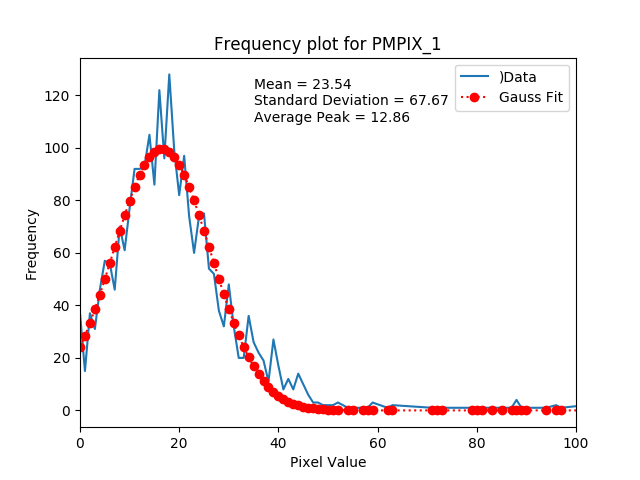 Frequency plot for PMPIX_1
Mean = 23.54
Standard Deviation = 67.67
Average Peak = 12.86
)Data
Gauss Fit
Frequency
120
100
80
60
40
20
0
0 20 40 60 80 100
Pixel Value